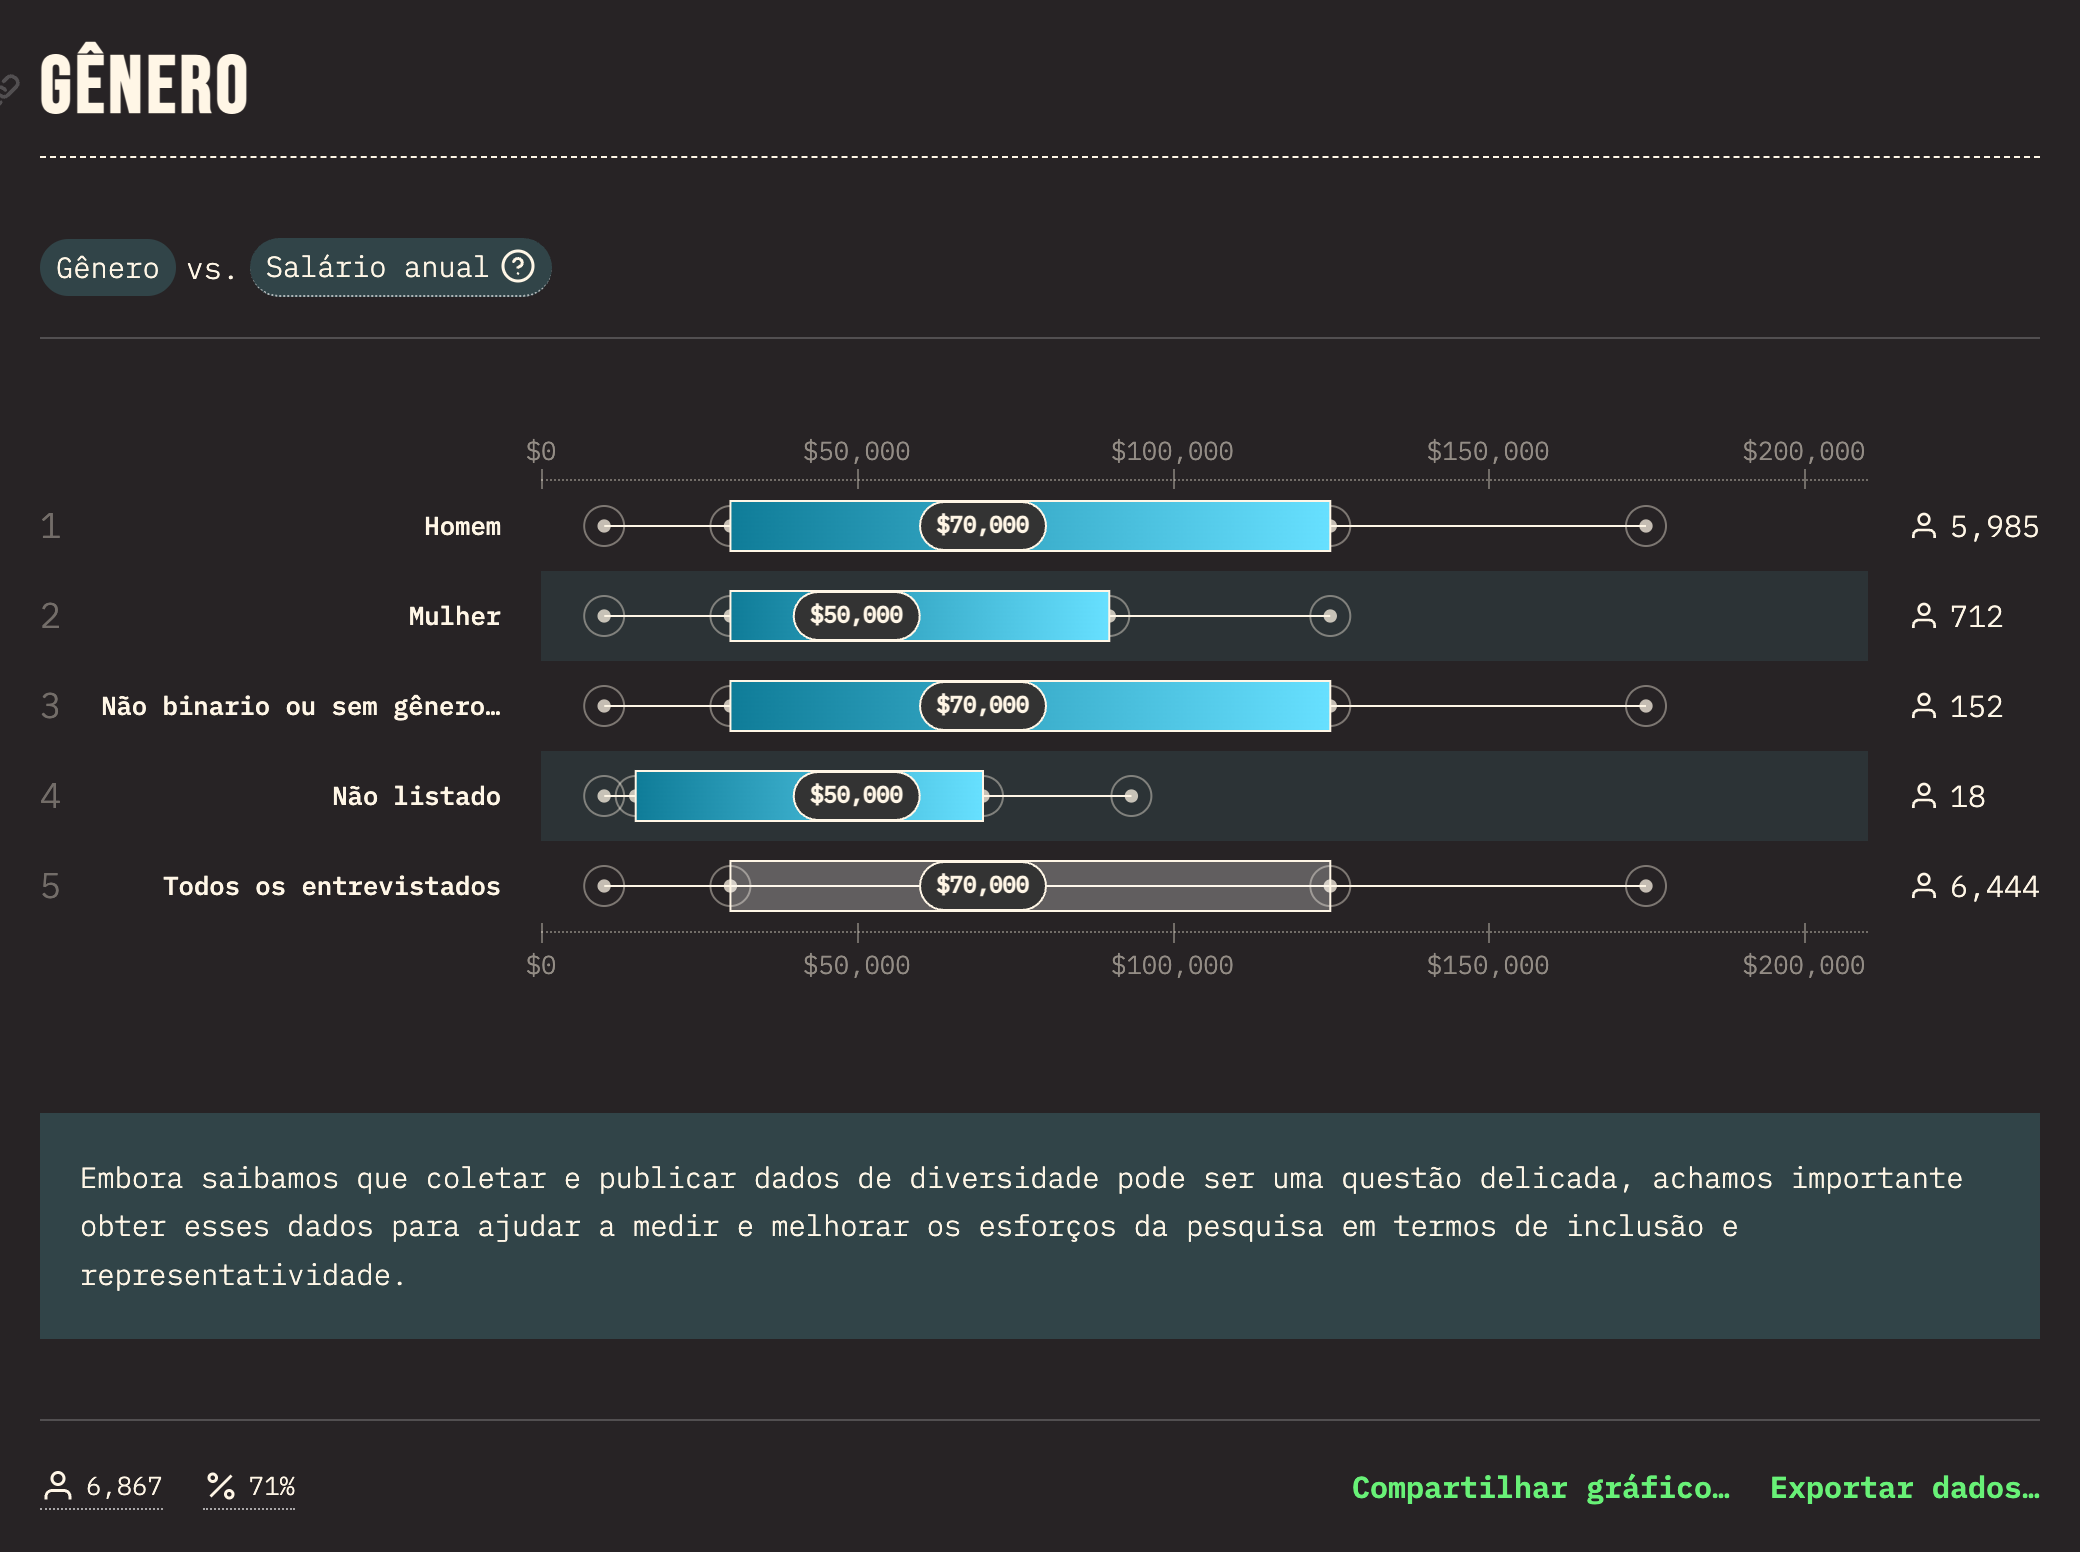 GÊNERO
Gênero vs. Salário anual
$0 $50,000 $100,000 $150,000 $200,000
1 Homem $70,000 5,985
2 Mulher $50,000 712
3 Não binario ou sem gênero… $70,000 152
4 Não listado $50,000 18
5 Todos os entrevistados $70,000 6,444
$0 $50,000 $100,000 $150,000 $200,000
Embora saibamos que coletar e publicar dados de diversidade pode ser uma questão delicada, achamos importante
obter esses dados para ajudar a medir e melhorar os esforços da pesquisa em termos de inclusão e
representatividade.
6,867 71% Compartilhar gráfico… Exportar dados…